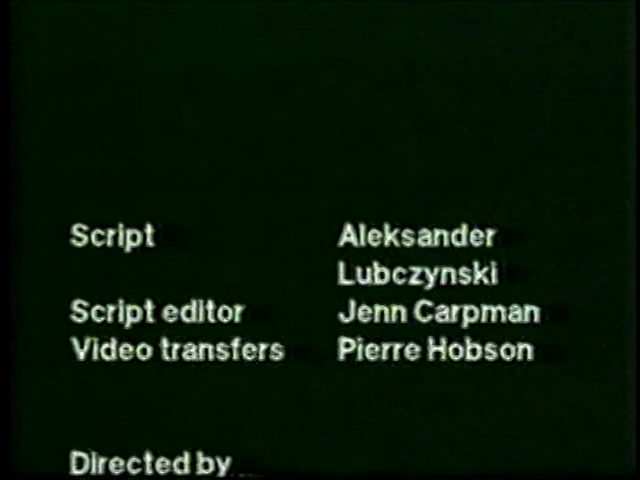 Script Aleksander
Lubczynski
Script editor Jenn Carpman
Video transfers Pierre Hobson
Directed by